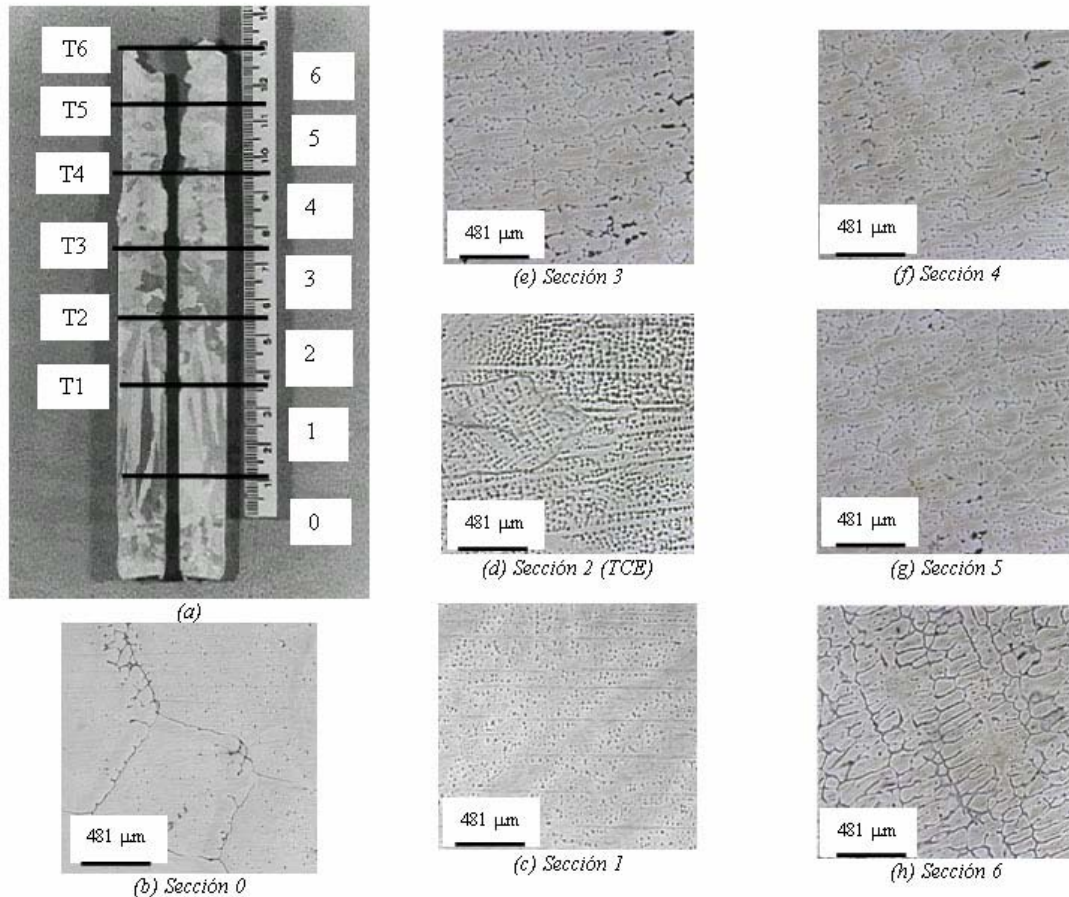 T6
T5
T4
T3
T2
T1
6
5
4
3
2
1
0
(a)
481 μm
(b) Sección 0
481 μm
(e) Sección 3
481 μm
(d) Sección 2 (TCE)
481 μm
(c) Sección 1
481 μm
(f) Sección 4
481 μm
(g) Sección 5
481 μm
(h) Sección 6